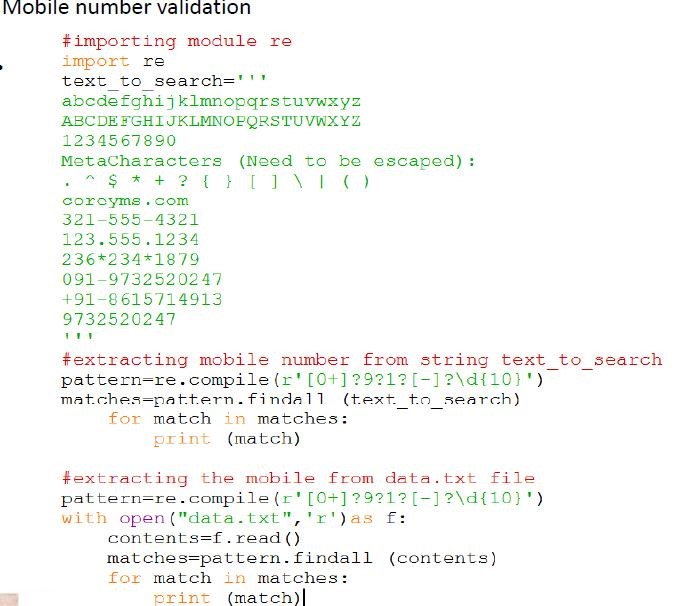 Mobile number validation
#importing module re
import re
text_to_search='''
abcdefghijklmnopqrstuvwxyz
ABCDEFGHIJKLMNOPQRSTUVWXYZ
1234567890
MetaCharacters (Need to be escaped):
. ^ $ * + ? { } [ ] \ | ( )
coreyms.com
321-555-4321
123.555.1234
236*234*1879
091-9732520247
+91-8615714913
9732520247
'''
#extracting mobile number from string text_to_search
pattern=re.compile(r'[0+]?9?1?[-]?\d{10}')
matches=pattern.findall (text_to_search)
for match in matches:
print (match)
#extracting the mobile from data.txt file
pattern=re.compile(r'[0+]?9?1?[-]?\d{10}')
with open("data.txt",'r')as f:
contents=f.read()
matches=pattern.findall (contents)
for match in matches:
print (match)